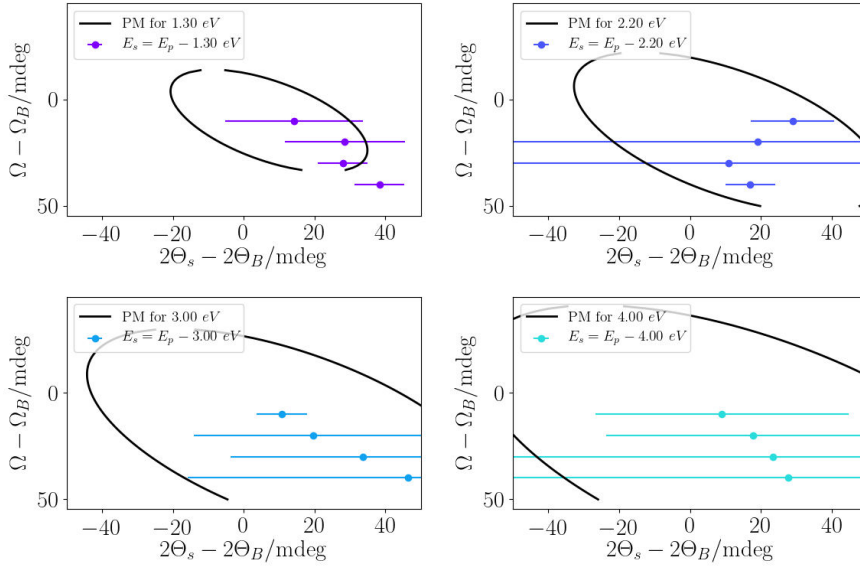 PM for 1.30 eV
E_s = E_p − 1.30 eV
0
50
Ω − Ω_B/mdeg
−40 −20 0 20 40
2Θ_s − 2Θ_B/mdeg
PM for 2.20 eV
E_s = E_p − 2.20 eV
0
50
Ω − Ω_B/mdeg
−40 −20 0 20 40
2Θ_s − 2Θ_B/mdeg
PM for 3.00 eV
E_s = E_p − 3.00 eV
0
50
Ω − Ω_B/mdeg
−40 −20 0 20 40
2Θ_s − 2Θ_B/mdeg
PM for 4.00 eV
E_s = E_p − 4.00 eV
0
50
Ω − Ω_B/mdeg
−40 −20 0 20 40
2Θ_s − 2Θ_B/mdeg